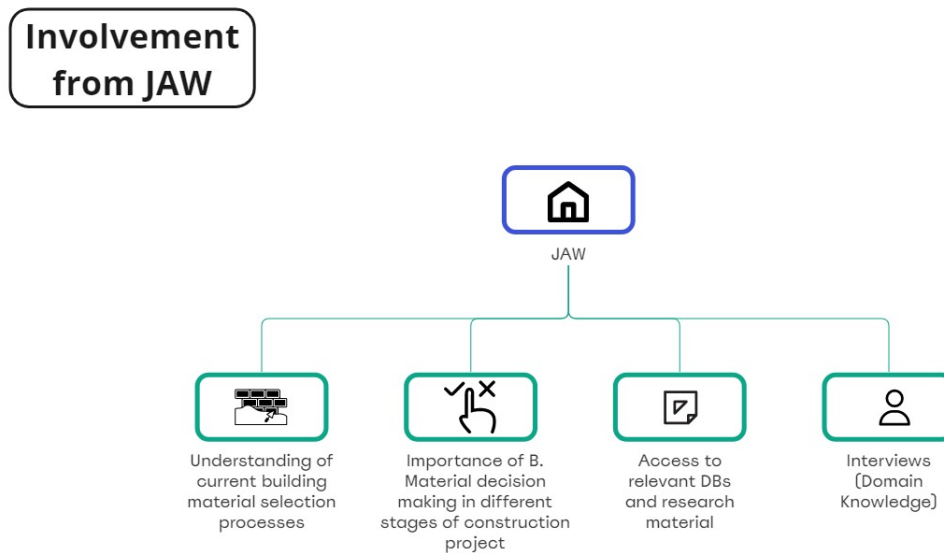 Involvement
from JAW
JAW
Understanding of
current building
material selection
processes
Importance of B.
Material decision
making in different
stages of construction
project
Access to
relevant DBs
and research
material
Interviews
(Domain
Knowledge)